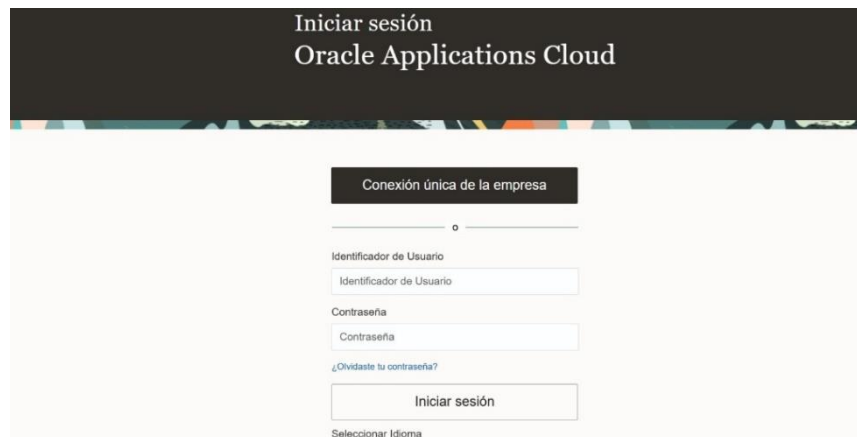 Iniciar sesión
Oracle Applications Cloud
Conexión única de la empresa
o
Identificador de Usuario
Identificador de Usuario
Contraseña
Contraseña
¿Olvidaste tu contraseña?
Iniciar sesión
Seleccionar Idioma